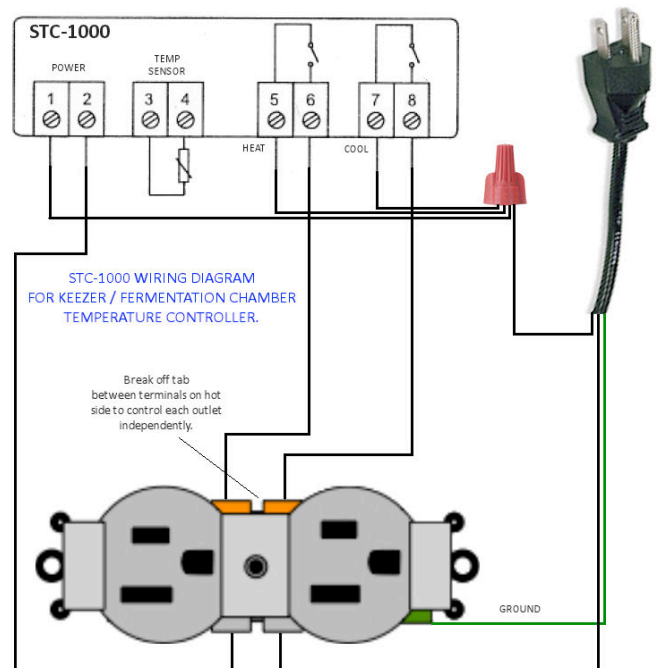 STC-1000
POWER
TEMP
SENSOR
1 2 3 4 5 6 7 8
HEAT
COOL
STC-1000 WIRING DIAGRAM
FOR KEEZER / FERMENTATION CHAMBER
TEMPERATURE CONTROLLER.
Break off tab
between terminals on hot
side to control each outlet
independently.
GROUND